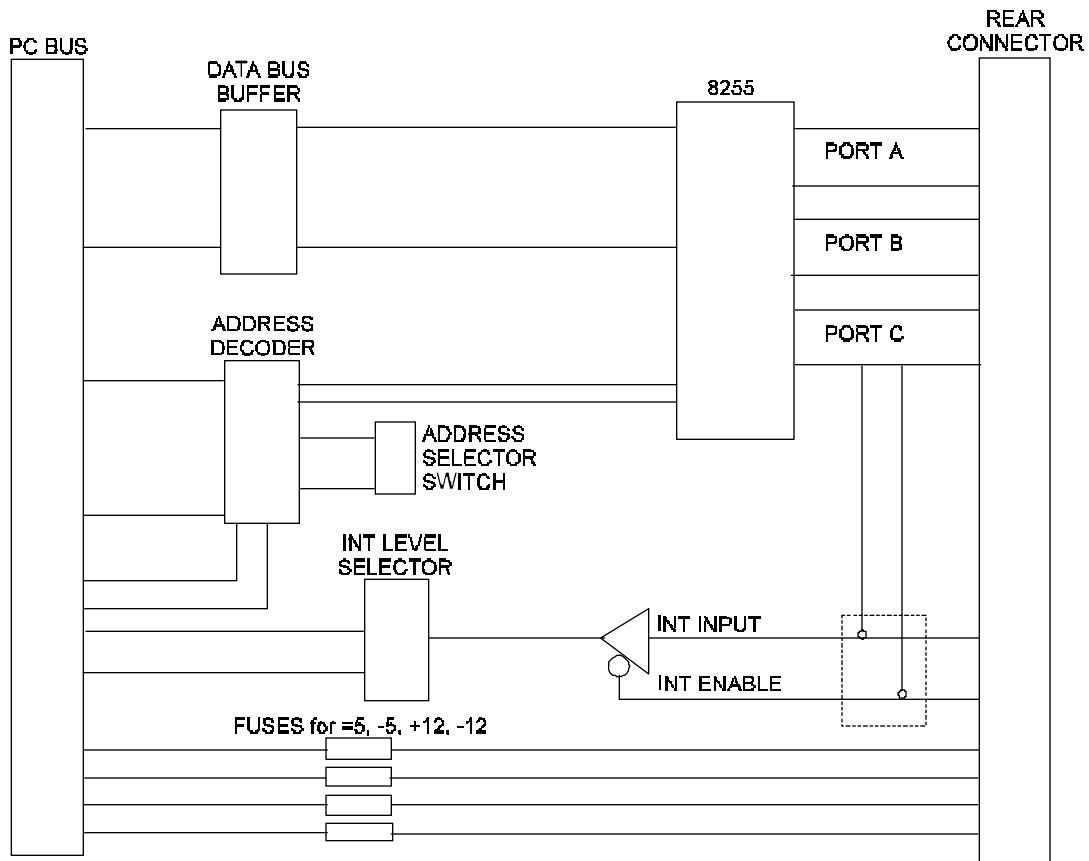 REAR
CONNECTOR
PC BUS
DATA BUS
BUFFER
8255
PORT A
PORT B
ADDRESS
DECODER
PORT C
ADDRESS
SELECTOR
SWITCH
INT LEVEL
SELECTOR
INT INPUT
INT ENABLE
FUSES for =5, -5, +12, -12